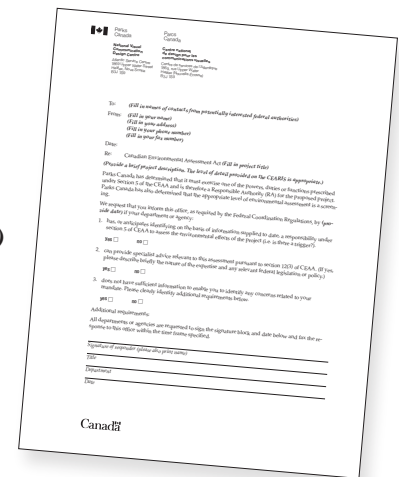 Parks
Canada
Parcs
Canada
To: (Fill in names of contacts from potentially interested federal authorities)
From: (Fill in your name)
(Fill in your address)
(Fill in your phone number)
(Fill in your fax number)
Date:
Re: Canadian Environmental Assessment Act (Fill in project title)
(Provide a brief project description. The level of detail provided on the CEARIS is appropriate.)
Parks Canada has determined that it must exercise one of the powers, duties or functions prescribed
under Section 5 of the CEAA and is therefore a Responsible Authority (RA) for the proposed project.
Parks Canada has also determined that the appropriate level of environmental assessment is a screen-
ing.
We request that you inform this office, as required by the Federal Coordination Regulations, by (pro-
vide date) if your department or agency:
1. has, or anticipates identifying on the basis of information supplied to date, a responsibility under
section 5 of CEAA to assess the environmental effects of the project (i.e. is there a trigger?).
yes □ no □
2. can provide specialist advice relevant to this assessment pursuant to section 12(3) of CEAA. (If yes,
please describe briefly the nature of the expertise and any relevant federal legislation or policy.)
yes □ no □
3. does not have sufficient information to enable you to identify any concerns related to your
mandate. Please clearly identify additional requirements below.
yes □ no □
Additional requirements:
All departments or agencies are requested to sign the signature block and date below and fax the re-
sponse to this office within the time frame specified.
Signature of responder (please also print name)
Title
Department
Date
Canada